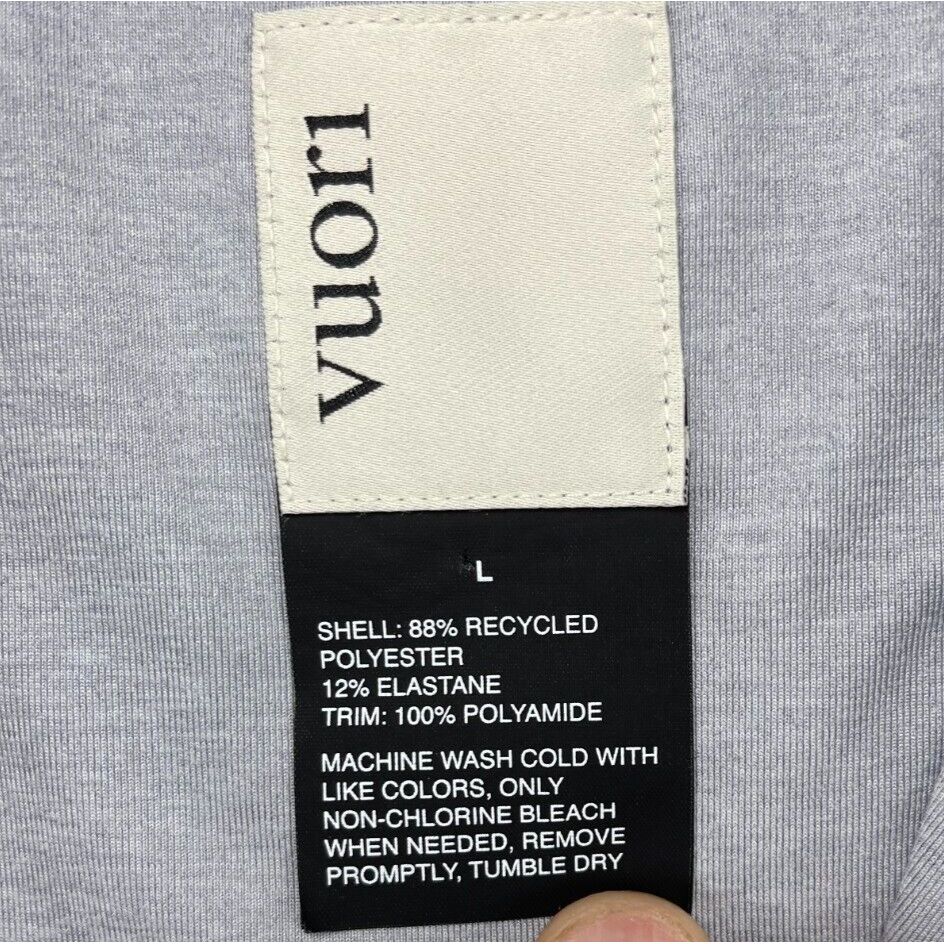 vuori
L
SHELL: 88% RECYCLED
POLYESTER
12% ELASTANE
TRIM: 100% POLYAMIDE
MACHINE WASH COLD WITH
LIKE COLORS, ONLY
NON-CHLORINE BLEACH
WHEN NEEDED, REMOVE
PROMPTLY, TUMBLE DRY